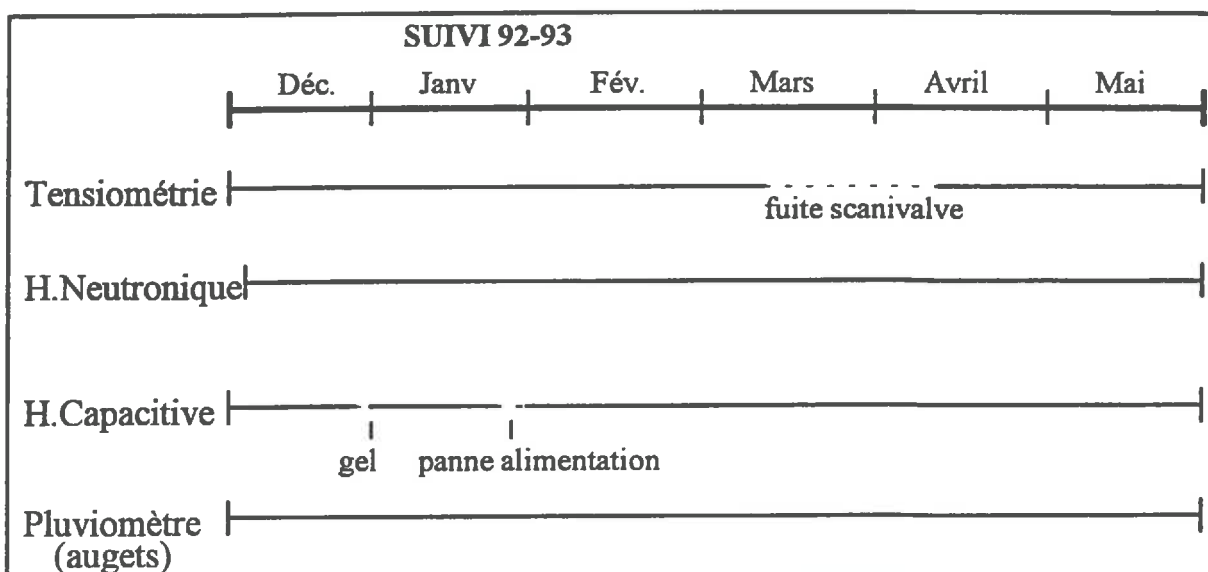 SUIVI 92-93
Déc. Janv Fév. Mars Avril Mai
Tensiométrie
fuite scanivalve
H.Neutronique
H.Capacitive
gel panne alimentation
Pluviomètre
(augets)